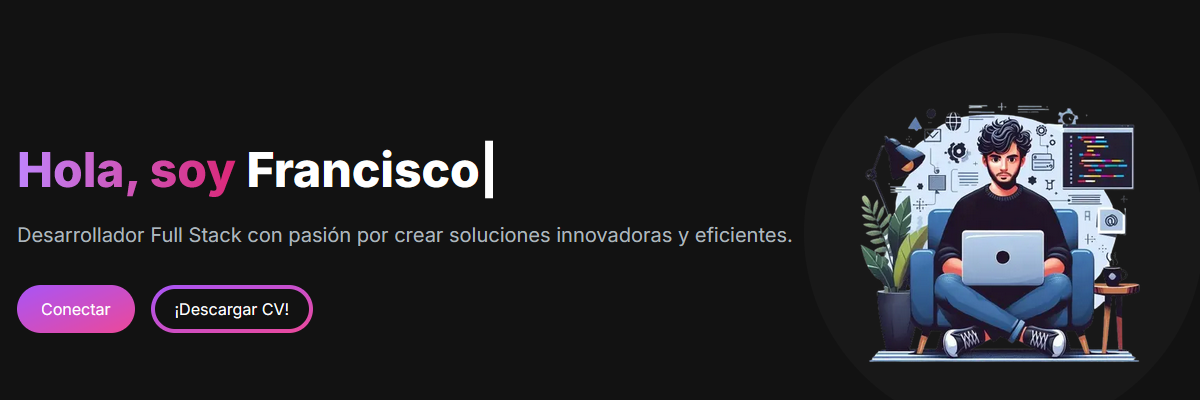 Hola, soy Francisco
Desarrollador Full Stack con pasión por crear soluciones innovadoras y eficientes.
Conectar
¡Descargar CV!
@